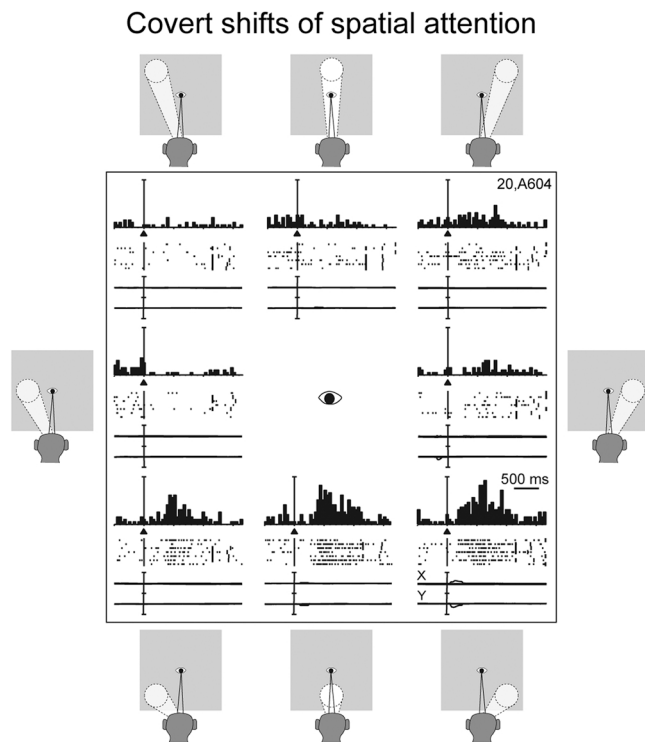 Covert shifts of spatial attention
20,A604
500 ms
X
Y